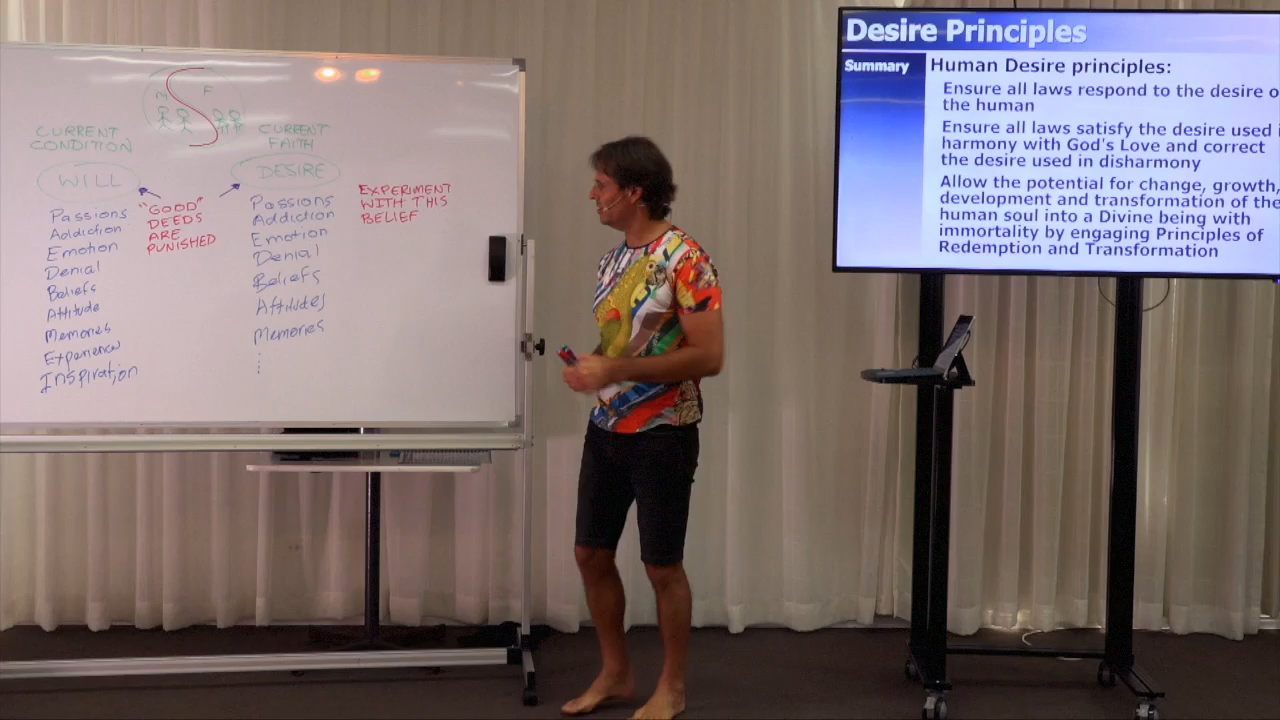 M
F
CURRENT
CONDITION
WILL
Passions
Addiction
Emotion
Denial
Beliefs
Attitude
Memories
Experience
Inspiration
"GOOD"
DEEDS
ARE
PUNISHED
CURRENT
FAITH
DESIRE
Passions
Addiction
Emotion
Denial
Beliefs
Attitudes
Memories
EXPERIMENT
WITH THIS
BELIEF
Desire Principles
Summary
Human Desire principles:
Ensure all laws respond to the desire o
the human
Ensure all laws satisfy the desire used i
harmony with God's Love and correct
the desire used in disharmony
Allow the potential for change, growth,
development and transformation of the
human soul into a Divine being with
immortality by engaging Principles of
Redemption and Transformation